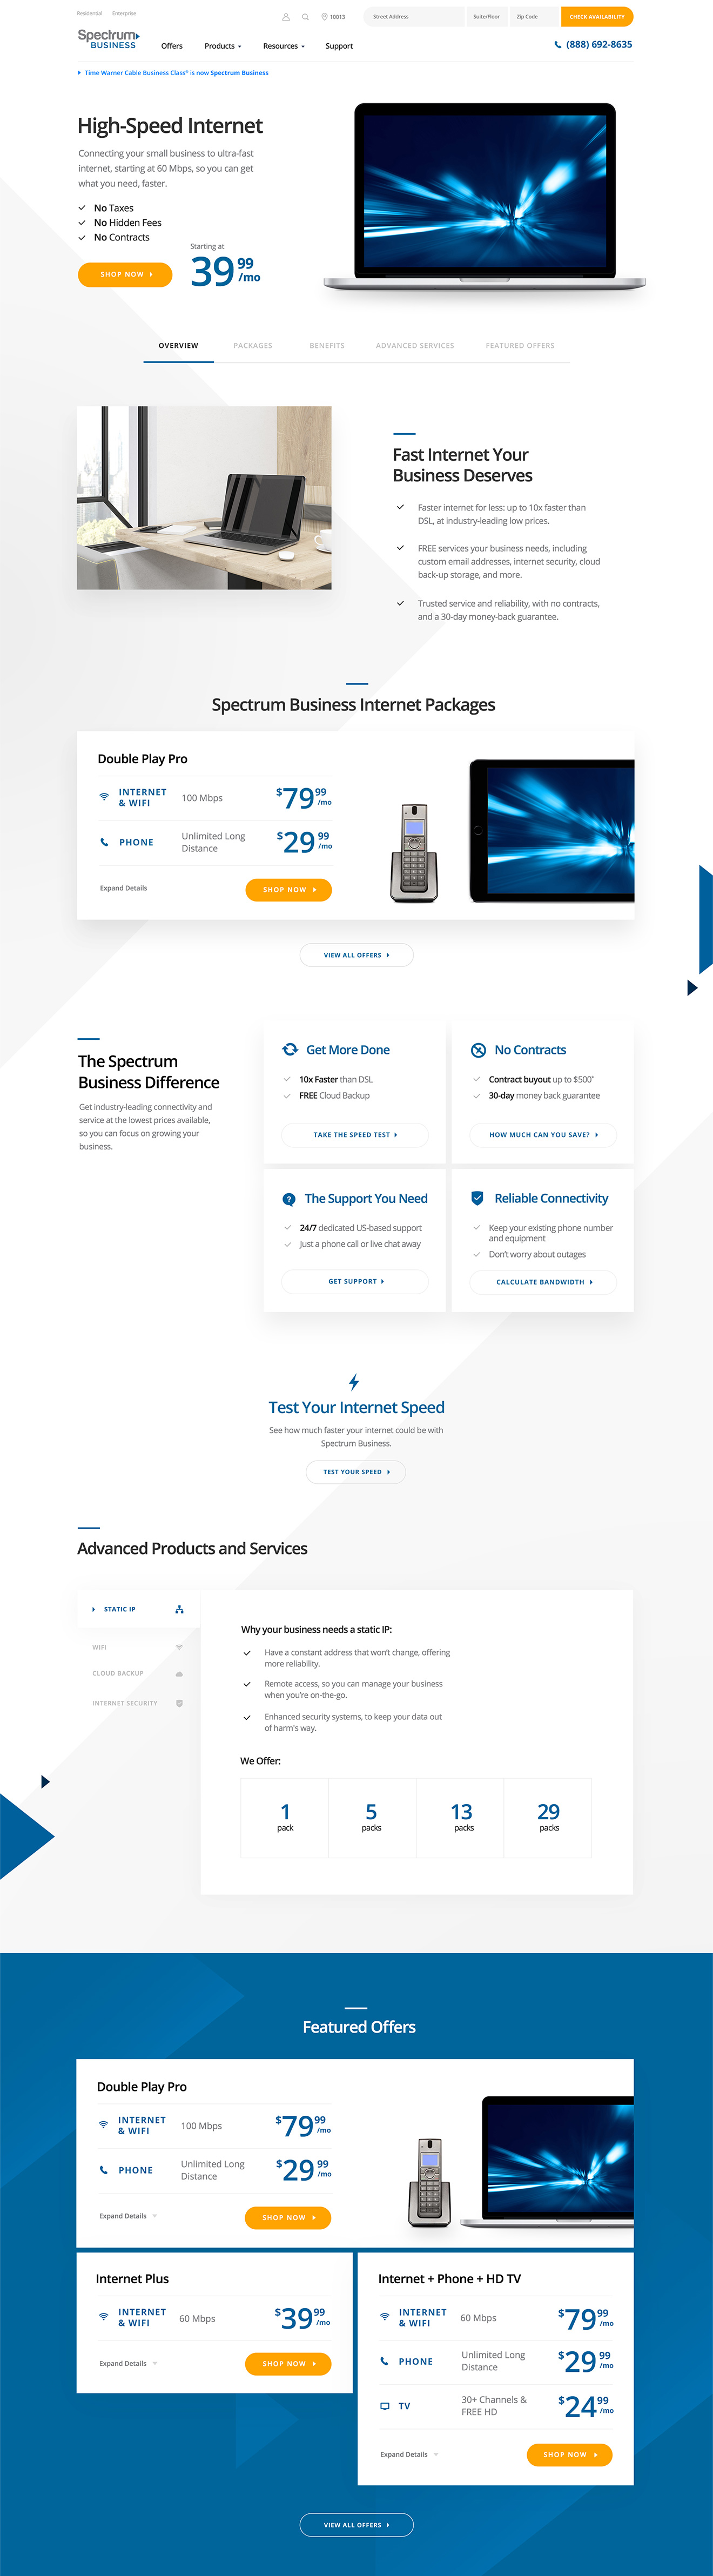 Residential Enterprise
10013
Street Address
Suite/Floor
Zip Code
CHECK AVAILABILITY
Spectrum
BUSINESS
Offers
Products
Resources
Support
(888) 692-8635
Time Warner Cable Business Class® is now Spectrum Business
High-Speed Internet
Connecting your small business to ultra-fast
internet, starting at 60 Mbps, so you can get
what you need, faster.
No Taxes
No Hidden Fees
No Contracts
Starting at
39 99 /mo
SHOP NOW
OVERVIEW
PACKAGES
BENEFITS
ADVANCED SERVICES
FEATURED OFFERS
Fast Internet Your
Business Deserves
Faster internet for less: up to 10x faster than
DSL, at industry-leading low prices.
FREE services your business needs, including
custom email addresses, internet security, cloud
back-up storage, and more.
Trusted service and reliability, with no contracts,
and a 30-day money-back guarantee.
Spectrum Business Internet Packages
Double Play Pro
INTERNET
& WIFI
100 Mbps
$79 99 /mo
PHONE
Unlimited Long
Distance
$29 99 /mo
Expand Details
SHOP NOW
VIEW ALL OFFERS
The Spectrum
Business Difference
Get industry-leading connectivity and
service at the lowest prices available,
so you can focus on growing your
business.
Get More Done
10x Faster than DSL
FREE Cloud Backup
TAKE THE SPEED TEST
No Contracts
Contract buyout up to $500*
30-day money back guarantee
HOW MUCH CAN YOU SAVE?
The Support You Need
24/7 dedicated US-based support
Just a phone call or live chat away
GET SUPPORT
Reliable Connectivity
Keep your existing phone number
and equipment
Don't worry about outages
CALCULATE BANDWIDTH
Test Your Internet Speed
See how much faster your internet could be with
Spectrum Business.
TEST YOUR SPEED
Advanced Products and Services
STATIC IP
WIFI
CLOUD BACKUP
INTERNET SECURITY
Why your business needs a static IP:
Have a constant address that won't change, offering
more reliability.
Remote access, so you can manage your business
when you're on-the-go.
Enhanced security systems, to keep your data out
of harm's way.
We Offer:
1
pack
5
packs
13
packs
29
packs
Featured Offers
Double Play Pro
INTERNET
& WIFI
100 Mbps
$79 99 /mo
PHONE
Unlimited Long
Distance
$29 99 /mo
Expand Details
SHOP NOW
Internet Plus
INTERNET
& WIFI
60 Mbps
$39 99 /mo
Expand Details
SHOP NOW
Internet + Phone + HD TV
INTERNET
& WIFI
60 Mbps
$79 99 /mo
PHONE
Unlimited Long
Distance
$29 99 /mo
TV
30+ Channels &
FREE HD
$24 99 /mo
Expand Details
SHOP NOW
VIEW ALL OFFERS